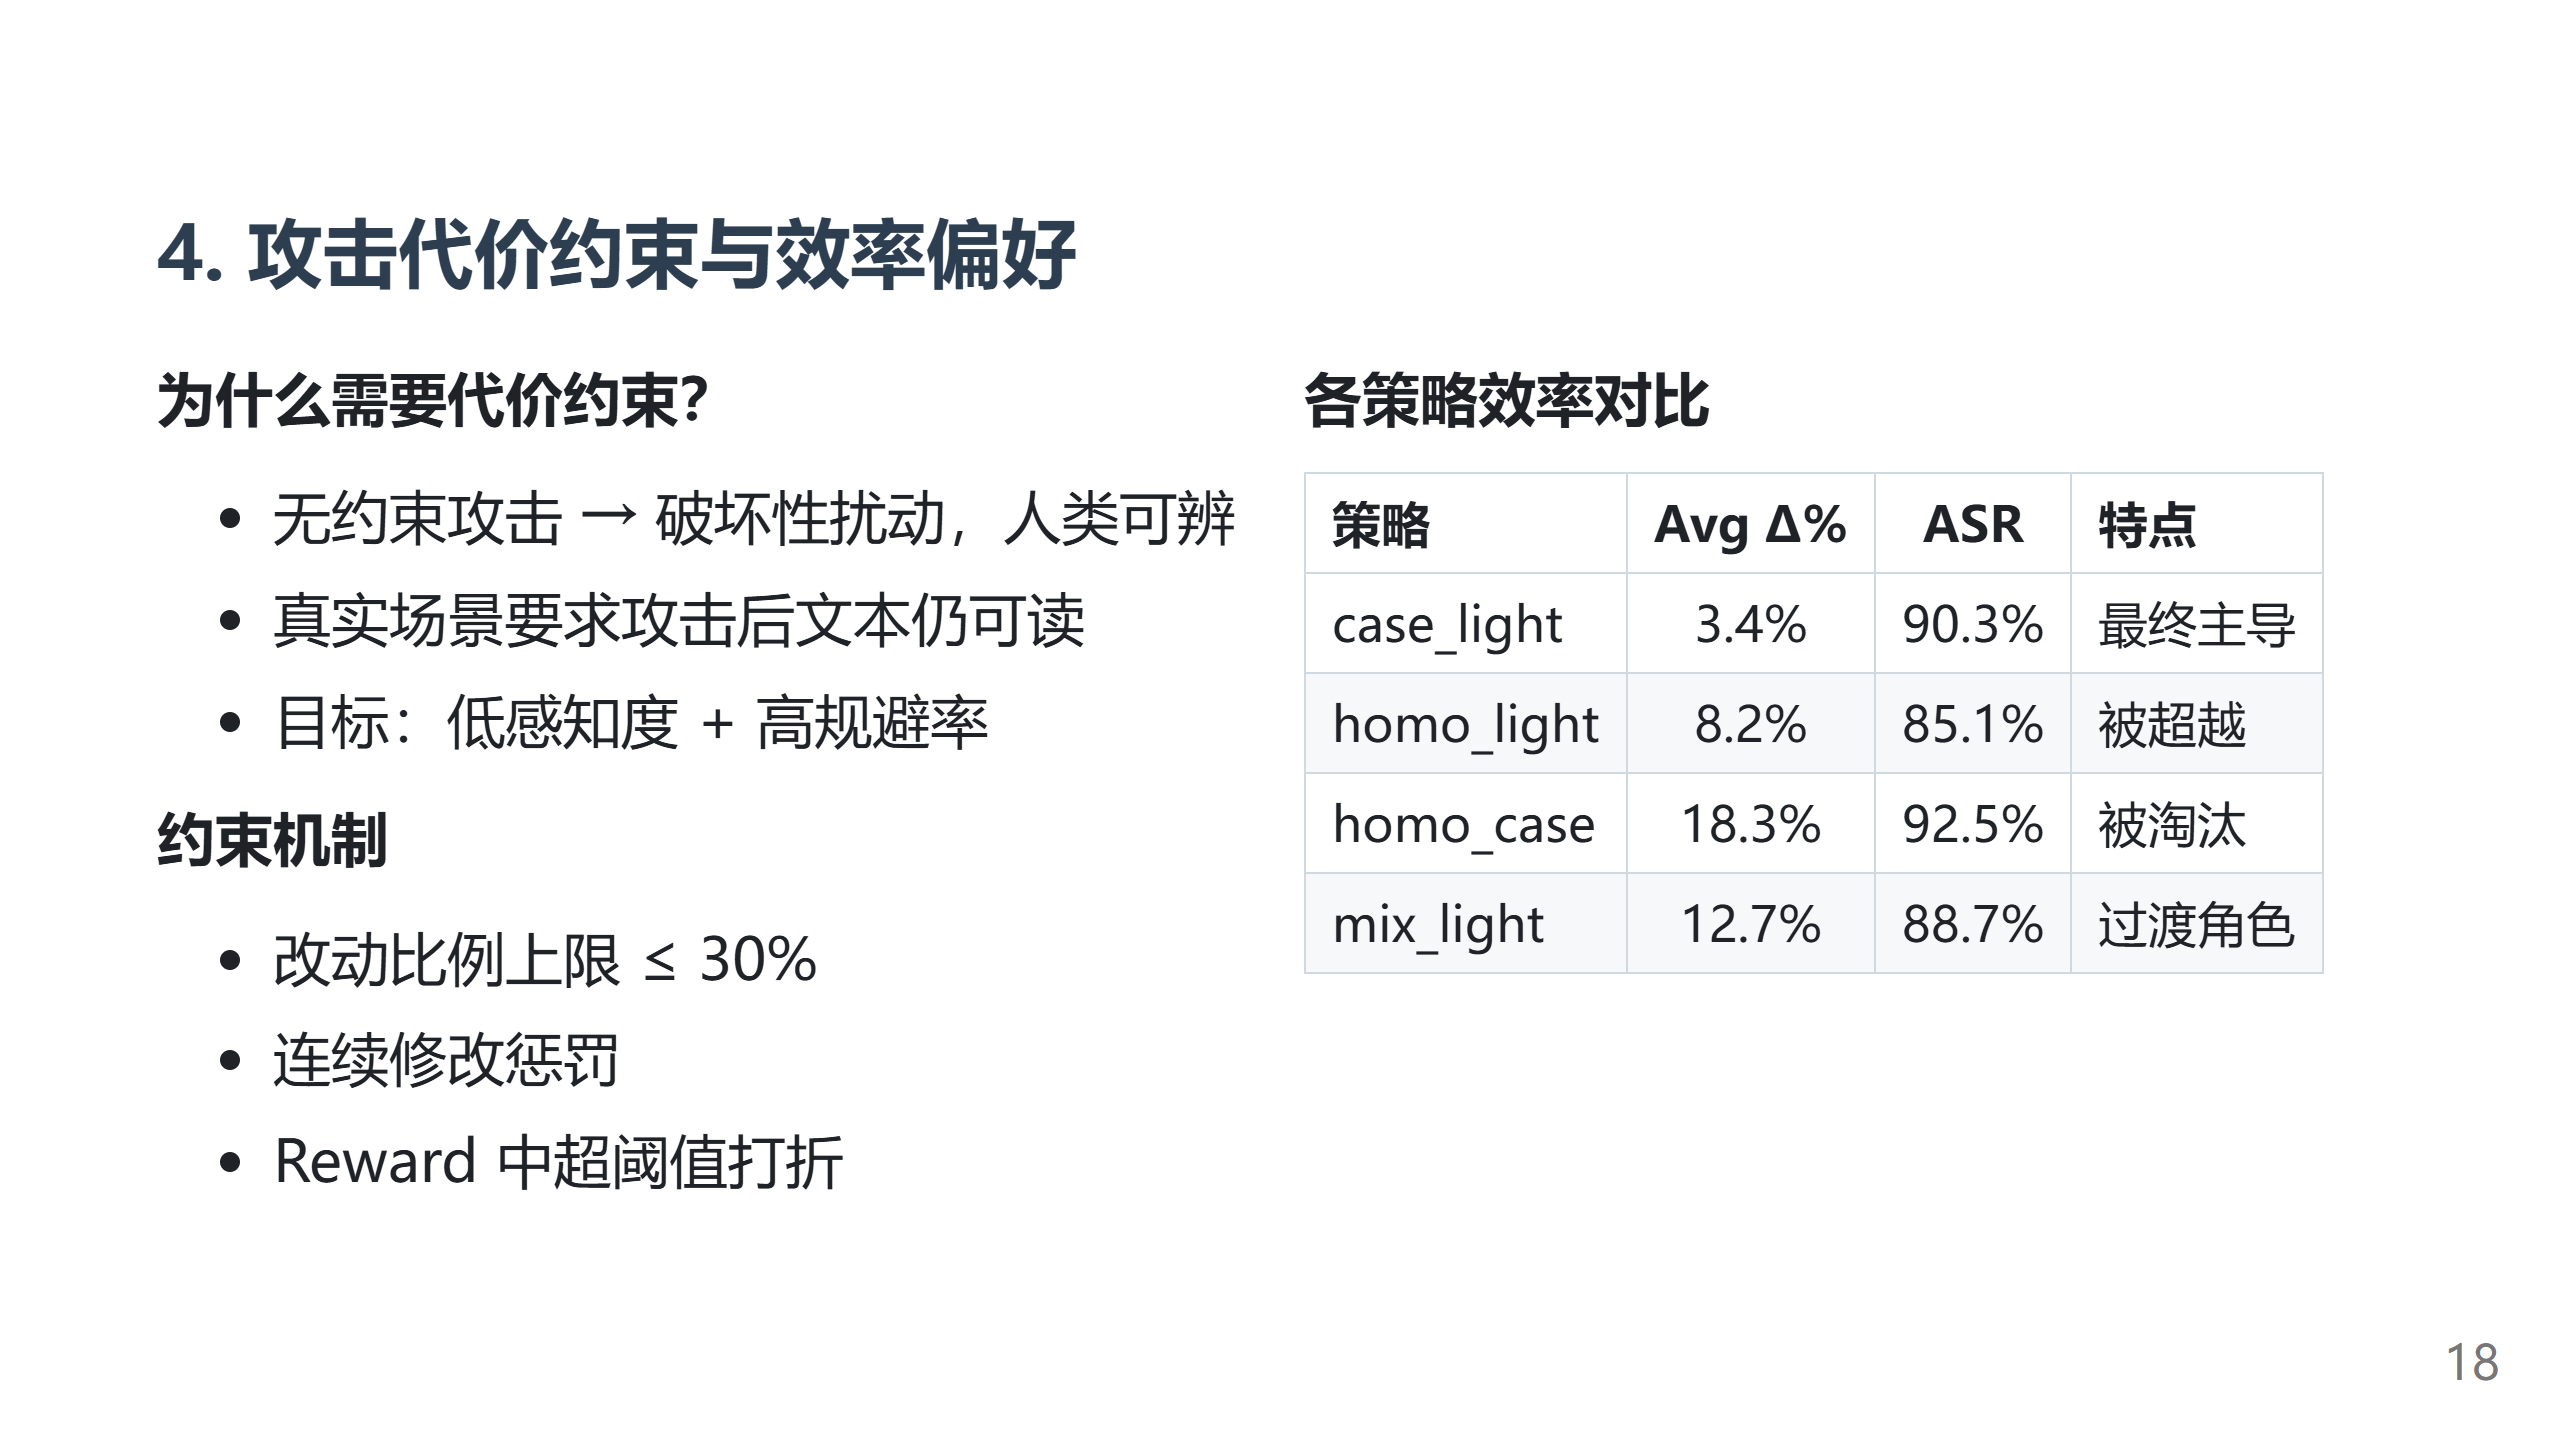 4. 攻击代价约束与效率偏好
为什么需要代价约束？
• 无约束攻击 → 破坏性扰动，人类可辨
• 真实场景要求攻击后文本仍可读
• 目标：低感知度 + 高规避率
约束机制
• 改动比例上限 ≤ 30%
• 连续修改惩罚
• Reward 中超阈值打折
各策略效率对比
策略 Avg Δ% ASR 特点
case_light 3.4% 90.3% 最终主导
homo_light 8.2% 85.1% 被超越
homo_case 18.3% 92.5% 被淘汰
mix_light 12.7% 88.7% 过渡角色
18